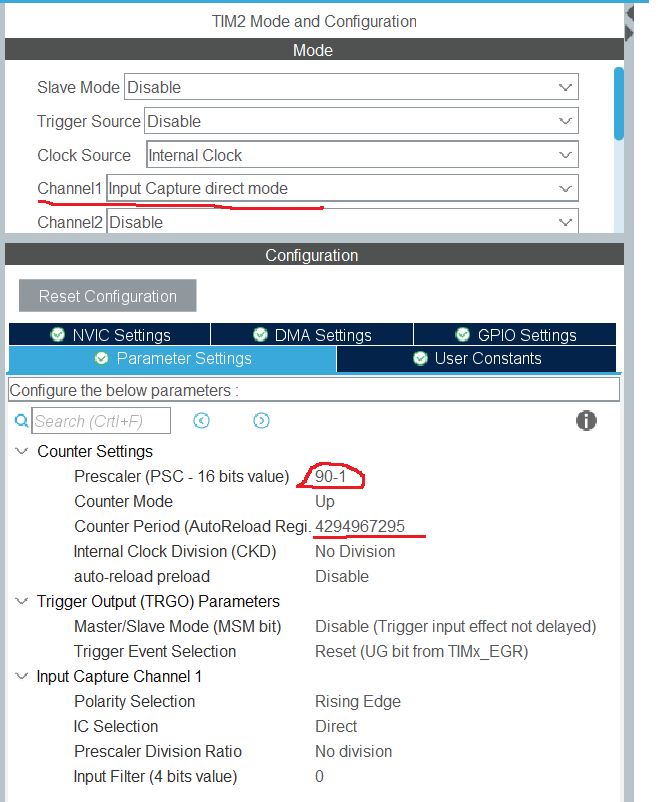 TIM2 Mode and Configuration
Mode
Slave Mode Disable
Trigger Source Disable
Clock Source Internal Clock
Channel1 Input Capture direct mode
Channel2 Disable
Configuration
Reset Configuration
NVIC Settings DMA Settings GPIO Settings
Parameter Settings User Constants
Configure the below parameters :
Search (Crtl+F)
Counter Settings
Prescaler (PSC - 16 bits value) 90-1
Counter Mode Up
Counter Period (AutoReload Regi. 4294967295
Internal Clock Division (CKD) No Division
auto-reload preload Disable
Trigger Output (TRGO) Parameters
Master/Slave Mode (MSM bit) Disable (Trigger input effect not delayed)
Trigger Event Selection Reset (UG bit from TIMx_EGR)
Input Capture Channel 1
Polarity Selection Rising Edge
IC Selection Direct
Prescaler Division Ratio No division
Input Filter (4 bits value) 0